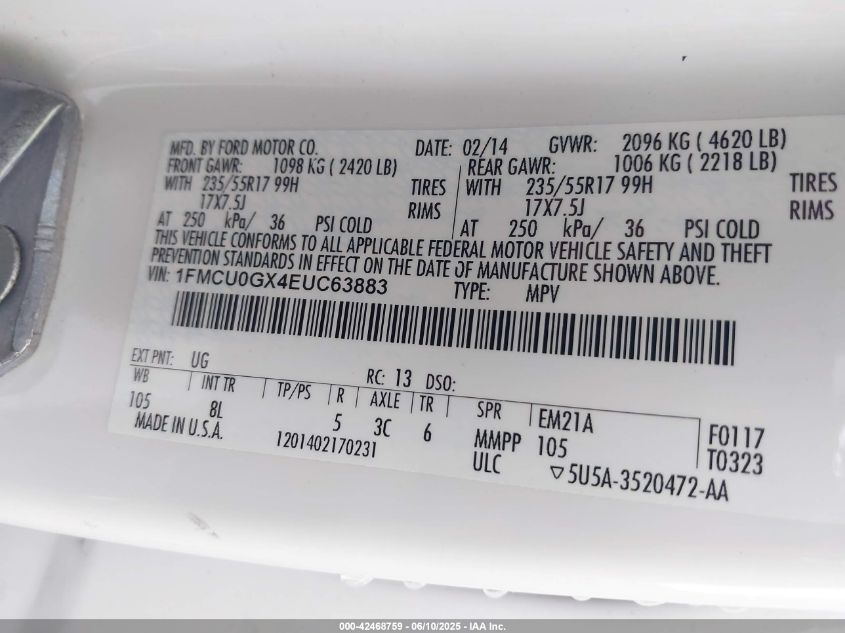 MFD. BY FORD MOTOR CO. DATE: 02/14 GVWR: 2096 KG ( 4620 LB)
FRONT GAWR: 1098 KG ( 2420 LB) REAR GAWR: 1006 KG ( 2218 LB)
WITH 235/55R17 99H TIRES WITH 235/55R17 99H TIRES
17X7.5J RIMS 17X7.5J RIMS
AT 250 kPa/ 36 PSI COLD AT 250 kPa/ 36 PSI COLD
THIS VEHICLE CONFORMS TO ALL APPLICABLE FEDERAL MOTOR VEHICLE SAFETY AND THEFT
PREVENTION STANDARDS IN EFFECT ON THE DATE OF MANUFACTURE SHOWN ABOVE.
VIN: 1FMCU0GX4EUC63883 TYPE: MPV
EXT PNT: UG RC: 13 DSO:
WB INT TR TP/PS R AXLE TR SPR EM21A
105 8L 5 3C 6 MMPP 105 F0117
MADE IN U.S.A. 1201402170231 ULC T0323
▽5U5A-3520472-AA
000-42468759 - 06/10/2025 - IAA Inc.